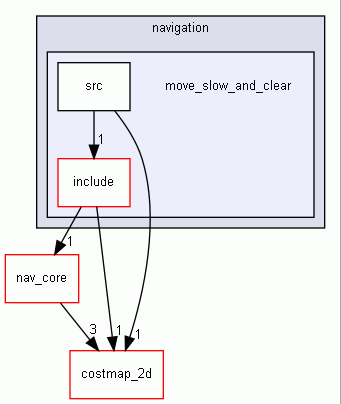 navigation
src
move_slow_and_clear
1
include
1
nav_core
3
1
1
costmap_2d